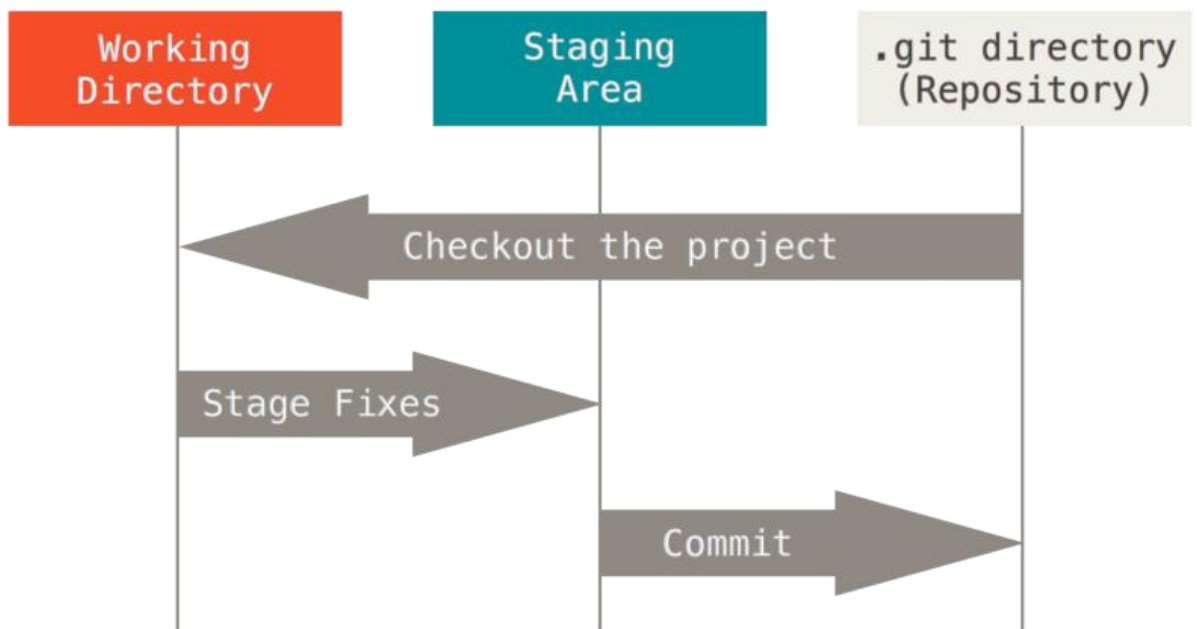 Working
Directory
Staging
Area
.git directory
(Repository)
Checkout the project
Stage Fixes
Commit